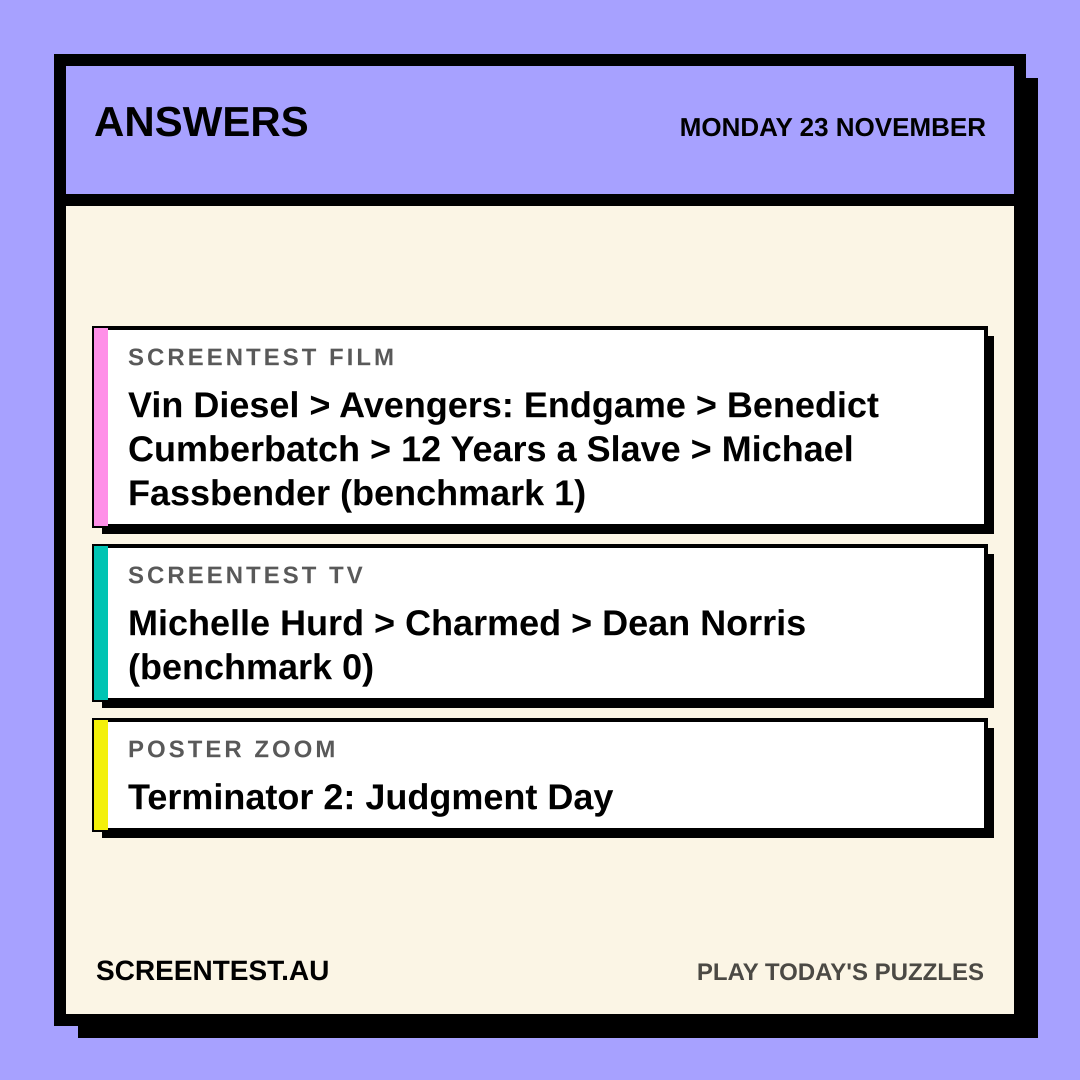 ANSWERS
MONDAY 23 NOVEMBER
SCREENTEST FILM
Vin Diesel > Avengers: Endgame > Benedict
Cumberbatch > 12 Years a Slave > Michael
Fassbender (benchmark 1)
SCREENTEST TV
Michelle Hurd > Charmed > Dean Norris
(benchmark 0)
POSTER ZOOM
Terminator 2: Judgment Day
SCREENTEST.AU
PLAY TODAY'S PUZZLES